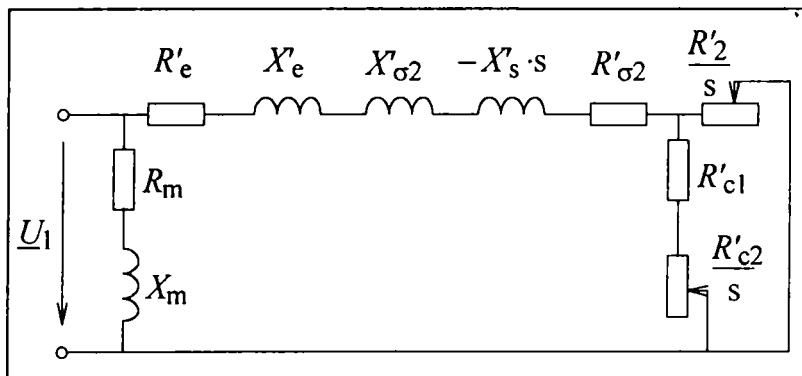 R'e X'e X'σ2 −X's·s R'σ2 R'2/s
Rm R'c1
U1
Xm R'c2/s